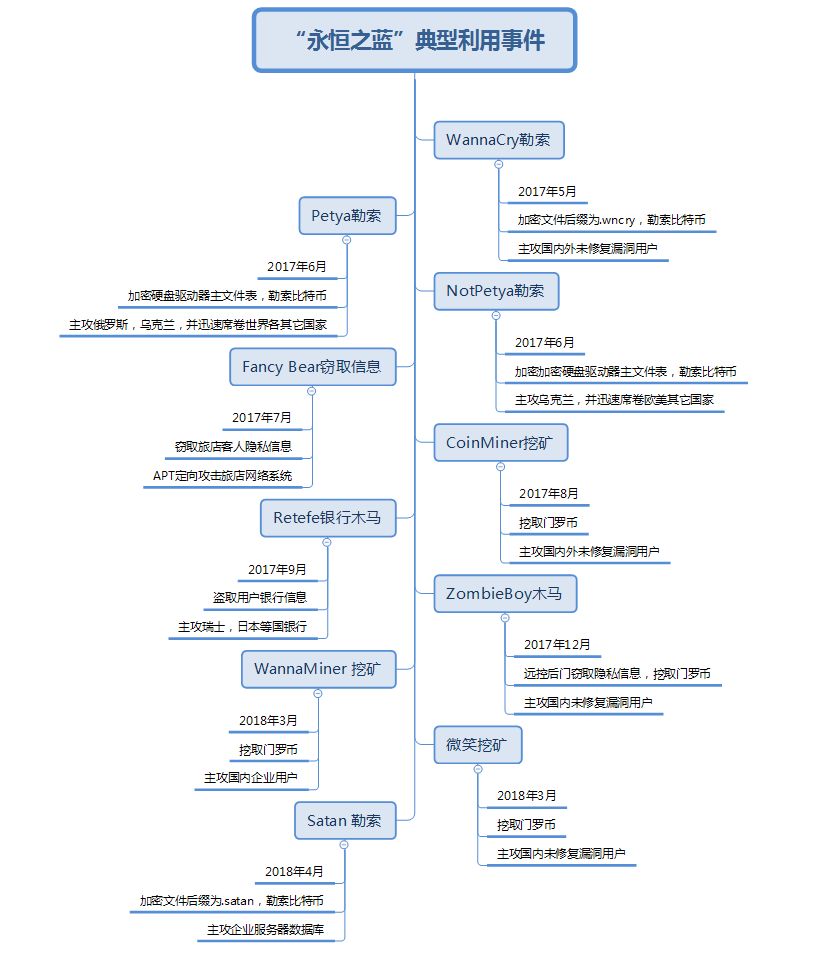 “永恒之蓝”典型利用事件
WannaCry勒索
2017年5月
加密文件后缀为.wncry，勒索比特币
主攻国内外未修复漏洞用户
Petya勒索
2017年6月
加密硬盘驱动器主文件表，勒索比特币
主攻俄罗斯，乌克兰，并迅速席卷世界各其它国家
NotPetya勒索
2017年6月
加密加密硬盘驱动器主文件表，勒索比特币
主攻乌克兰，并迅速席卷欧美其它国家
Fancy Bear窃取信息
2017年7月
窃取旅店客人隐私信息
APT定向攻击旅店网络系统
CoinMiner挖矿
2017年8月
挖取门罗币
主攻国内外未修复漏洞用户
Retefe银行木马
2017年9月
盗取用户银行信息
主攻瑞士，日本等国银行
ZombieBoy木马
2017年12月
远控后门窃取隐私信息，挖取门罗币
主攻国内未修复漏洞用户
WannaMiner 挖矿
2018年3月
挖取门罗币
主攻国内企业用户
微笑挖矿
2018年3月
挖取门罗币
主攻国内未修复漏洞用户
Satan 勒索
2018年4月
加密文件后缀为.satan，勒索比特币
主攻企业服务器数据库